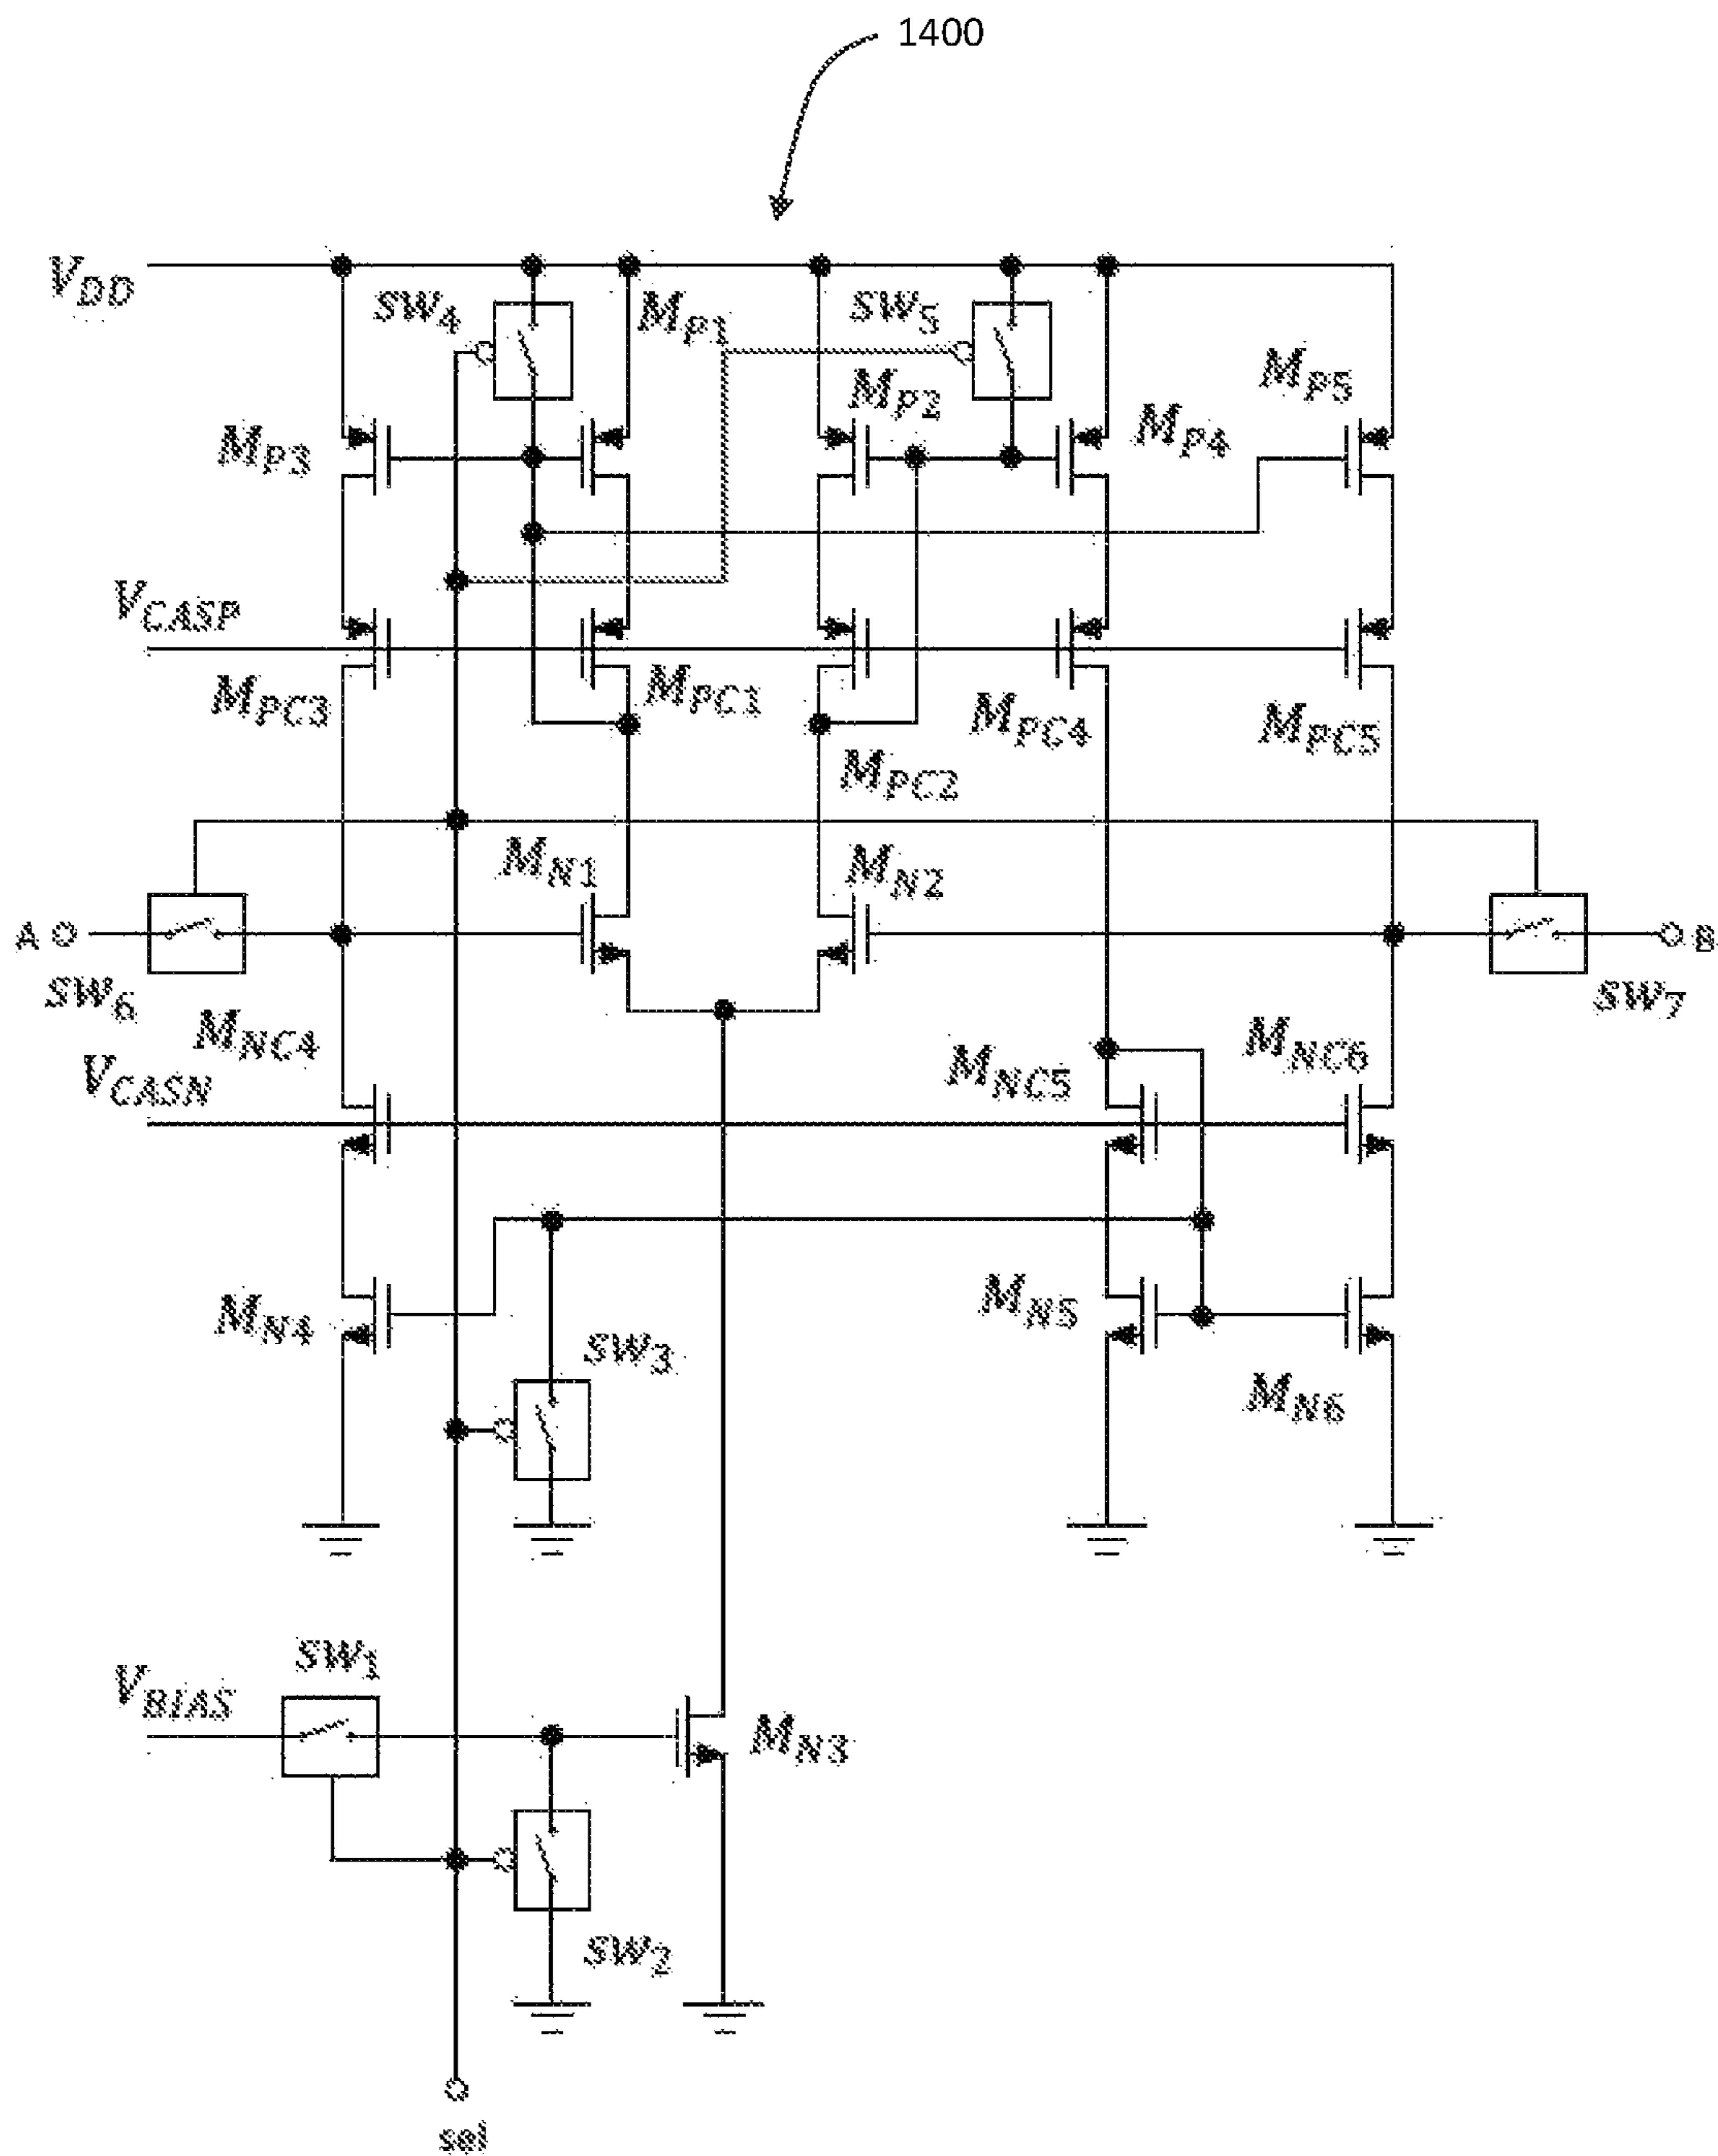 1400
V_DD
SW_4
M_P1
SW_5
M_P2
M_P5
M_P3
M_P4
V_CASP
M_PC3
M_PC1
M_PC4
M_PC5
M_PC2
M_N1
M_N2
A
B
SW_6
SW_7
M_NC4
M_NC5
M_NC6
V_CASN
M_N4
M_N5
SW_3
M_N6
SW_1
V_BIAS
M_N3
SW_2
sel